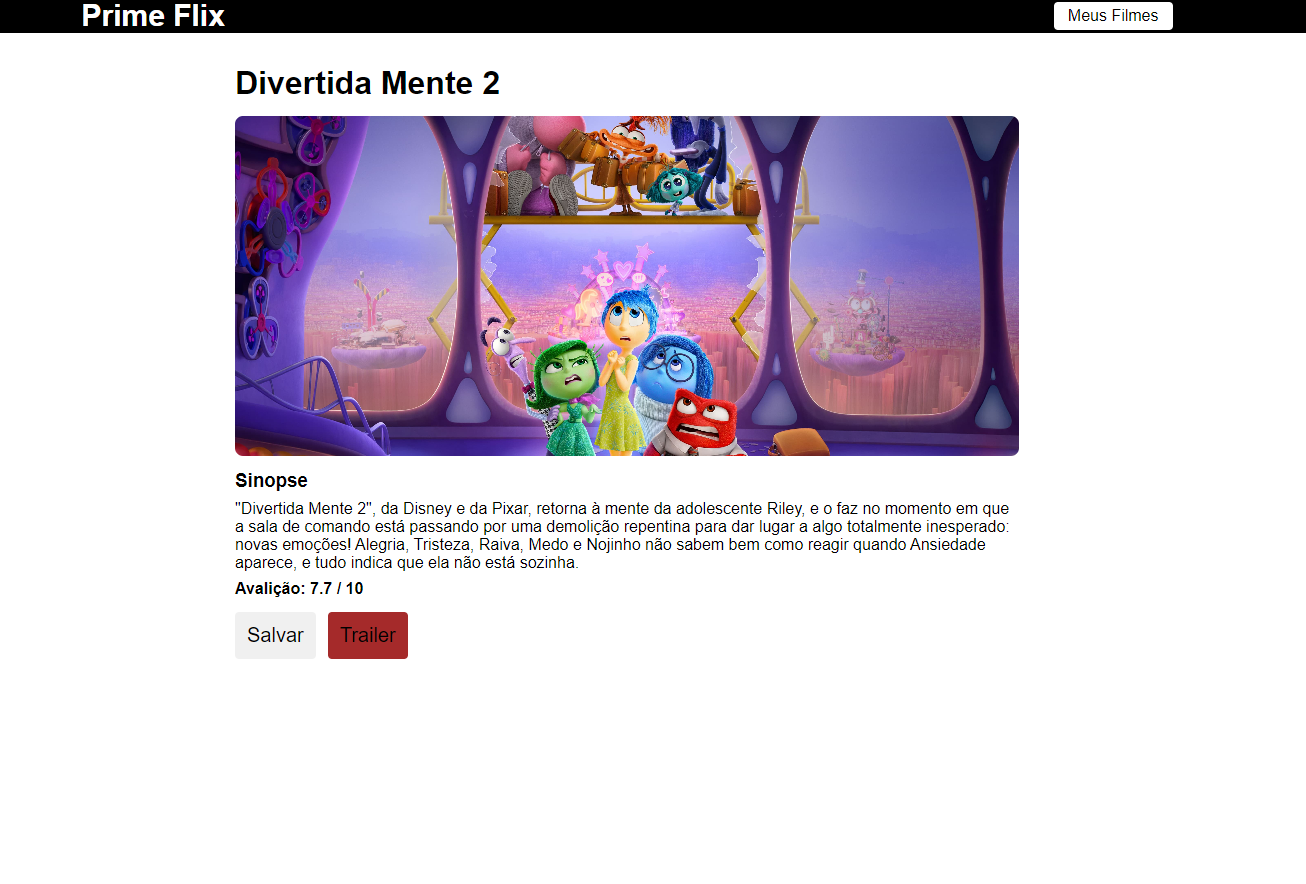 Prime Flix
Meus Filmes
Divertida Mente 2
Sinopse
"Divertida Mente 2", da Disney e da Pixar, retorna à mente da adolescente Riley, e o faz no momento em que
a sala de comando está passando por uma demolição repentina para dar lugar a algo totalmente inesperado:
novas emoções! Alegria, Tristeza, Raiva, Medo e Nojinho não sabem bem como reagir quando Ansiedade
aparece, e tudo indica que ela não está sozinha.
Avalição: 7.7 / 10
Salvar
Trailer